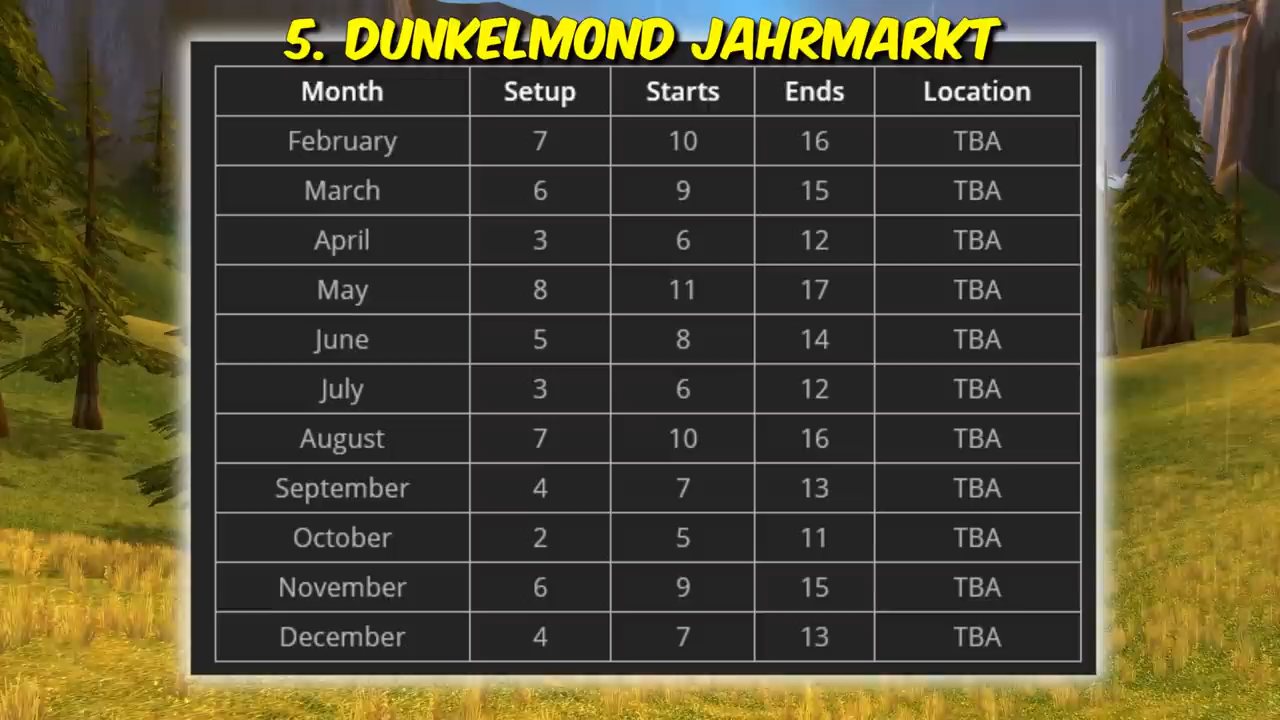 5. DUNKELMOND JAHRMARKT
Month Setup Starts Ends Location
February 7 10 16 TBA
March 6 9 15 TBA
April 3 6 12 TBA
May 8 11 17 TBA
June 5 8 14 TBA
July 3 6 12 TBA
August 7 10 16 TBA
September 4 7 13 TBA
October 2 5 11 TBA
November 6 9 15 TBA
December 4 7 13 TBA